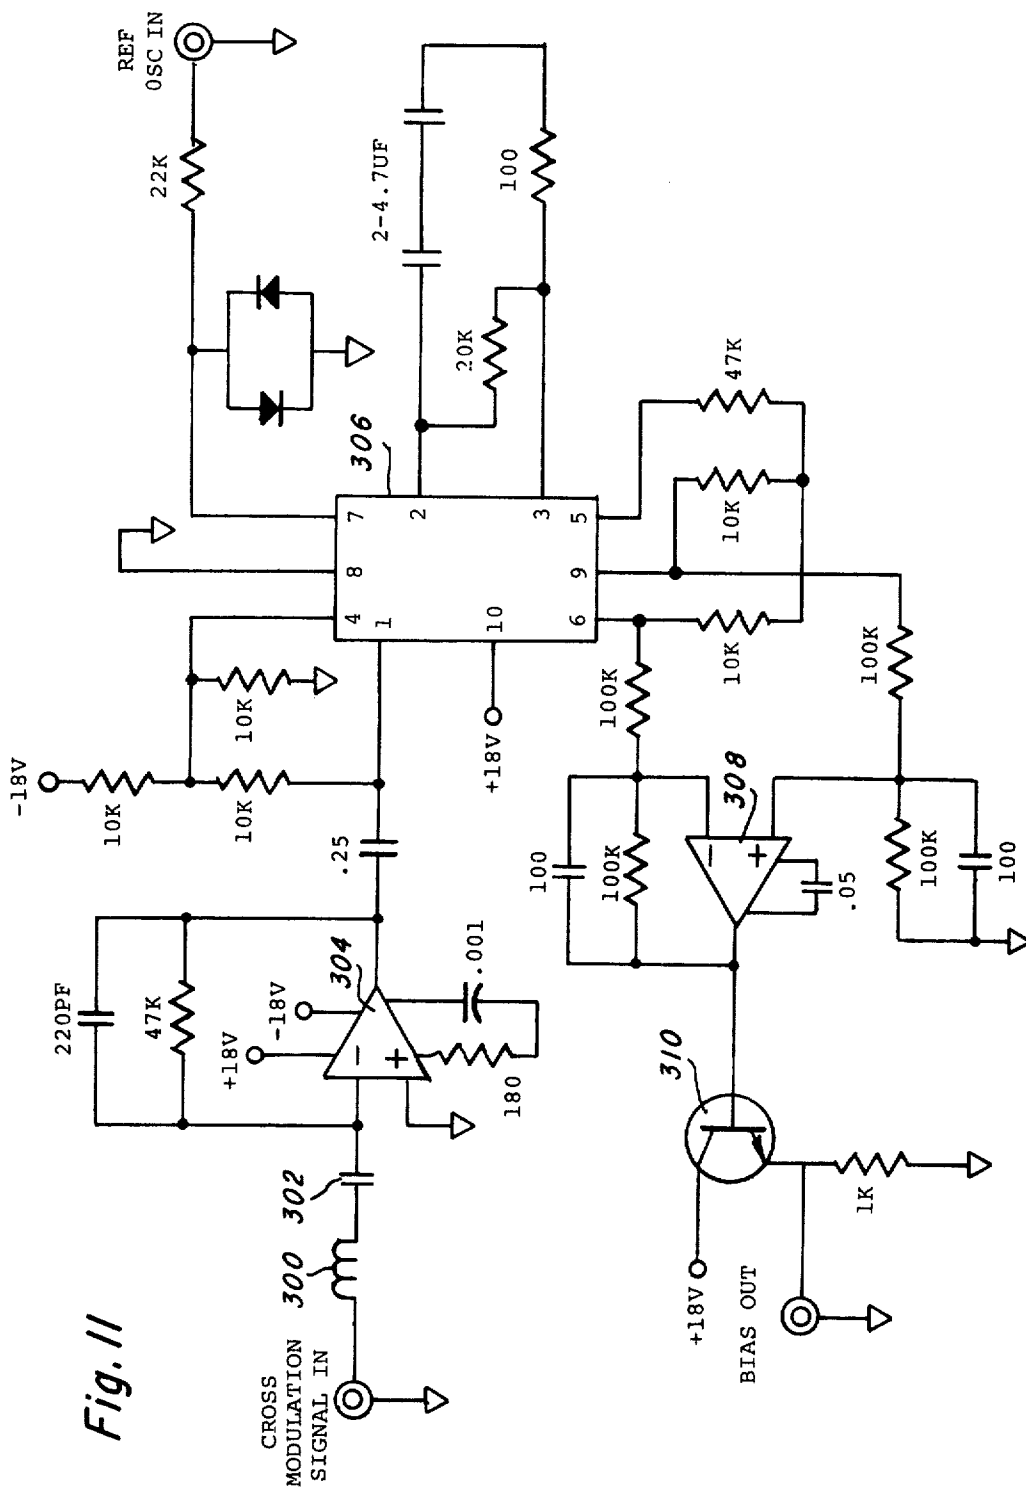 Fig. 11
CROSS
MODULATION
SIGNAL IN
300
302
220PF
47K
+18V
-18V
304
−
+
180
.001
.25
-18V
10K
10K
10K
+18V
4
8
7
1
10
2
3
6
9
5
306
22K
REF
OSC IN
2-4.7UF
20K
100
47K
10K
10K
100K
100K
100
100K
308
−
+
.05
100K
100
310
+18V
BIAS OUT
1K